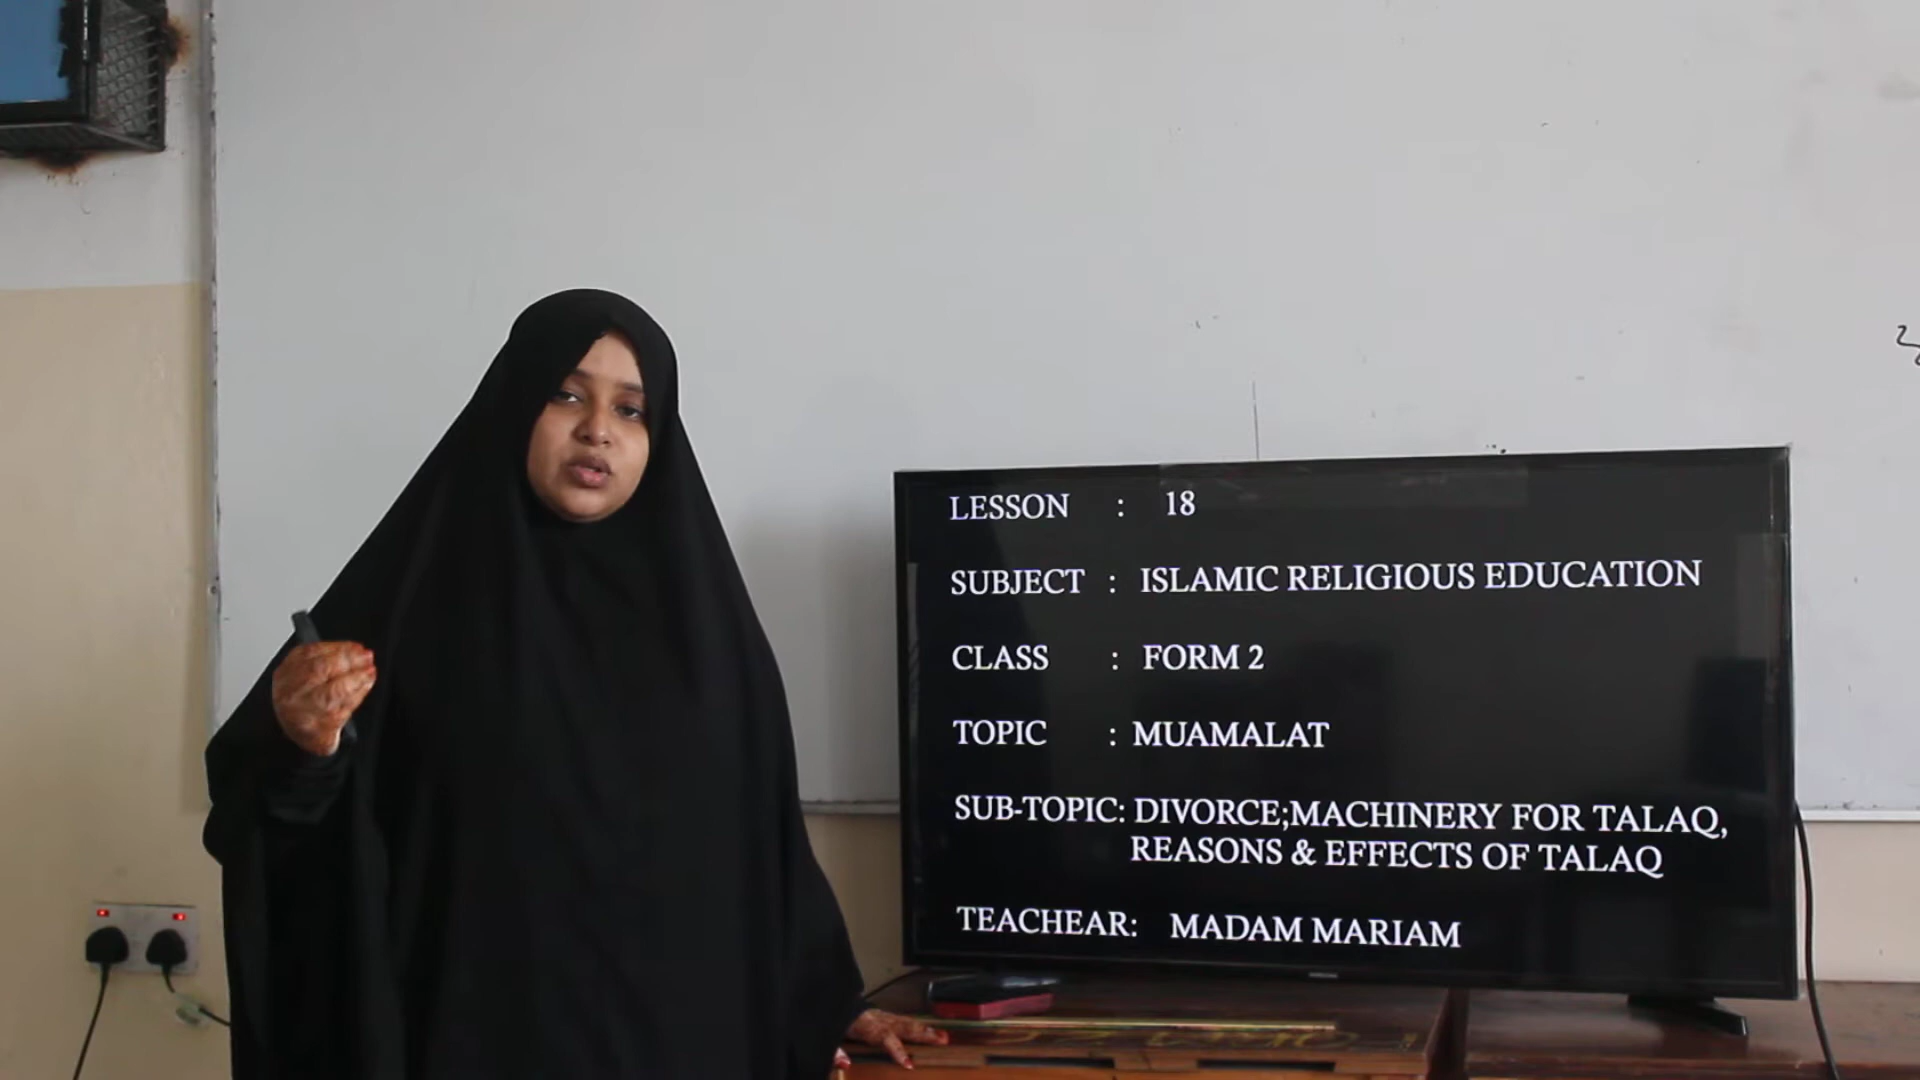 LESSON : 18
SUBJECT : ISLAMIC RELIGIOUS EDUCATION
CLASS : FORM 2
TOPIC : MUAMALAT
SUB-TOPIC: DIVORCE;MACHINERY FOR TALAQ,
REASONS & EFFECTS OF TALAQ
TEACHEAR: MADAM MARIAM